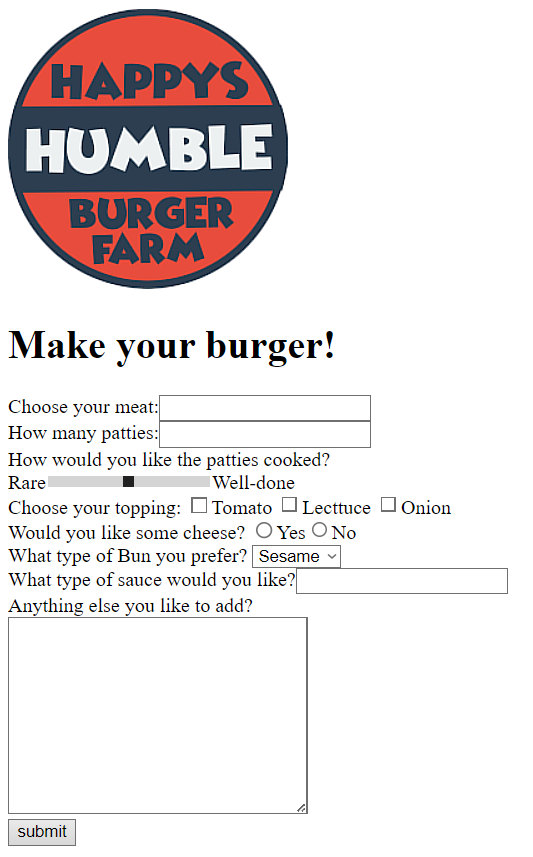 HAPPYS
HUMBLE
BURGER
FARM
Make your burger!
Choose your meat:
How many patties:
How would you like the patties cooked?
Rare Well-done
Choose your topping: Tomato Lecttuce Onion
Would you like some cheese? Yes No
What type of Bun you prefer? Sesame
What type of sauce would you like?
Anything else you like to add?
submit